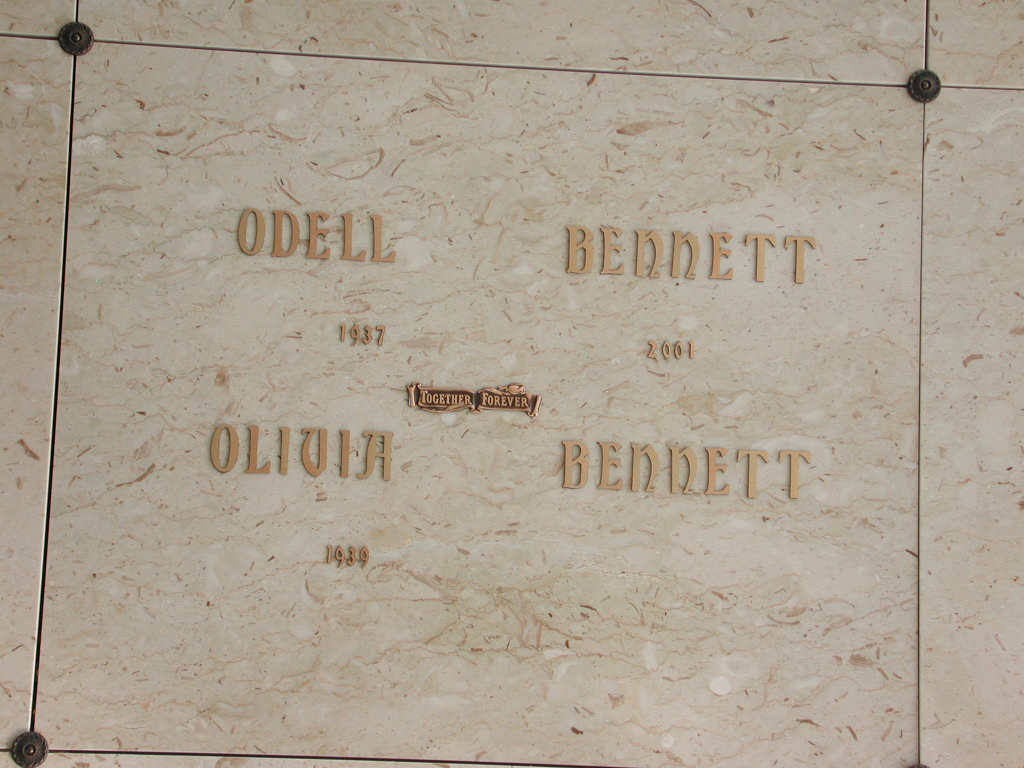 ODELL BENNETT
1937 2001
TOGETHER FOREVER
OLIVIA BENNETT
1939